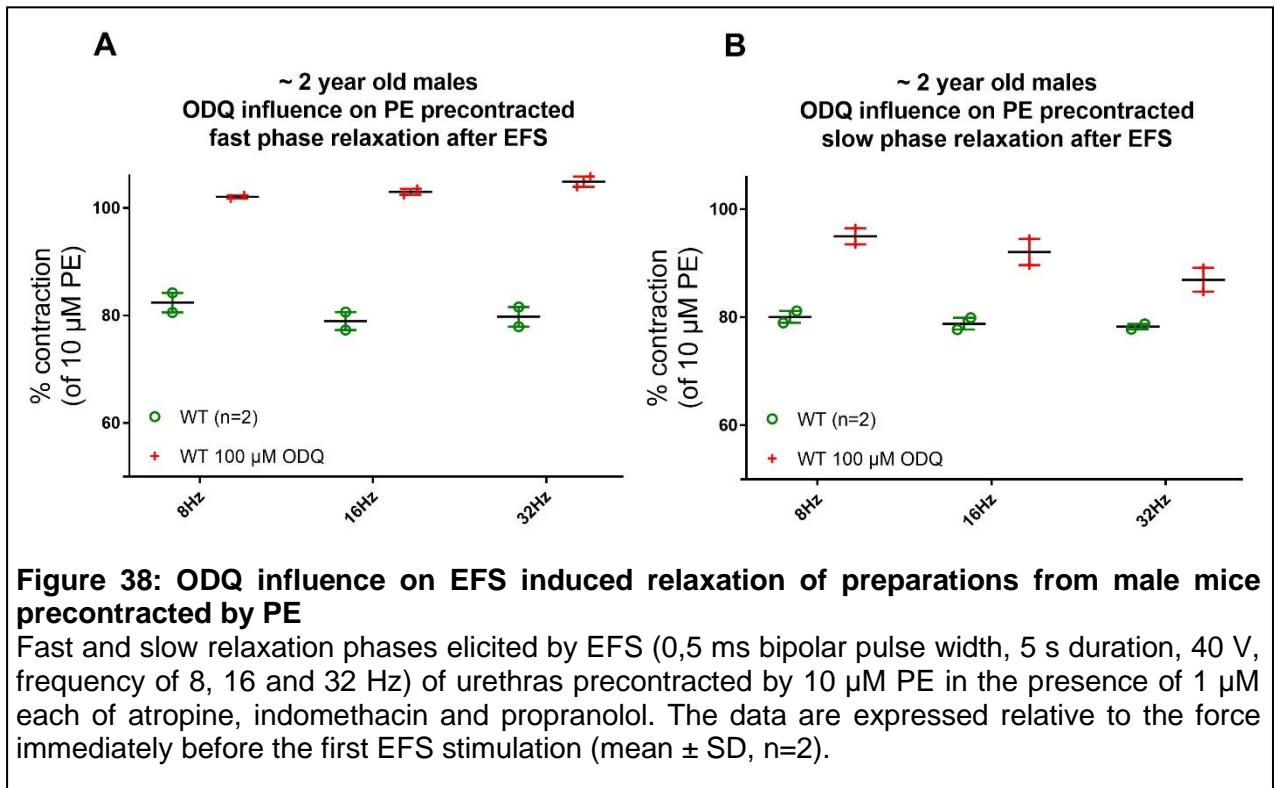 A
~ 2 year old males
ODQ influence on PE precontracted
fast phase relaxation after EFS
% contraction
(of 10 µM PE)
100
80
60
WT (n=2)
WT 100 µM ODQ
8Hz
16Hz
32Hz
B
~ 2 year old males
ODQ influence on PE precontracted
slow phase relaxation after EFS
% contraction
(of 10 µM PE)
100
80
60
WT (n=2)
WT 100 µM ODQ
8Hz
16Hz
32Hz
Figure 38: ODQ influence on EFS induced relaxation of preparations from male mice
precontracted by PE
Fast and slow relaxation phases elicited by EFS (0,5 ms bipolar pulse width, 5 s duration, 40 V,
frequency of 8, 16 and 32 Hz) of urethras precontracted by 10 µM PE in the presence of 1 µM
each of atropine, indomethacin and propranolol. The data are expressed relative to the force
immediately before the first EFS stimulation (mean ± SD, n=2).